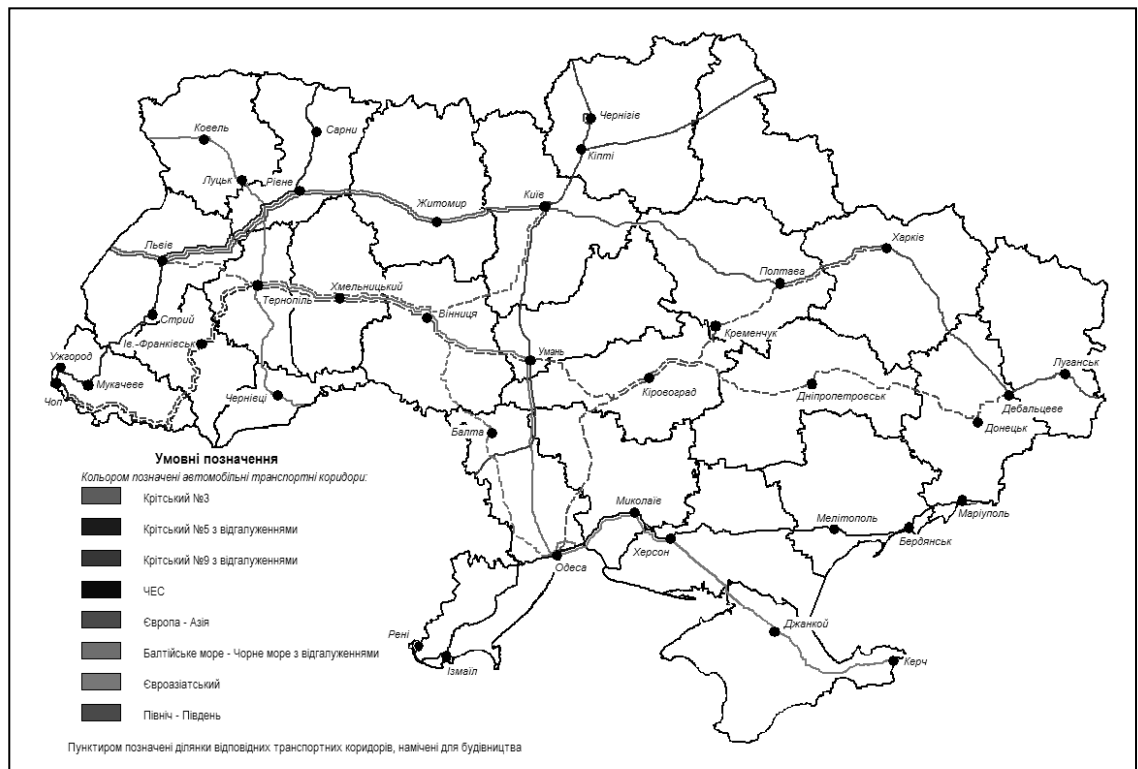 Чернігів
Ковель
Сарни
Кіпті
Луцьк
Рівне
Київ
Житомир
Львів
Харків
Полтава
Хмельницький
Тернопіль
Вінниця
Стрий
Кременчук
Ів.-Франківськ
Умань
Ужгород
Луганськ
Мукачеве
Кіровоград
Чоп
Чернівці
Дніпропетровськ
Дебальцеве
Донецьк
Балта
Миколаїв
Маріуполь
Мелітополь
Бердянськ
Херсон
Одеса
Джанкой
Рені
Керч
Ізмаїл
Умовні позначення
Кольором позначені автомобільні транспортні коридори:
Крітський №3
Крітський №5 з відгалуженнями
Крітський №9 з відгалуженнями
ЧЕС
Європа - Азія
Балтійське море - Чорне море з відгалуженнями
Євроазіатський
Північ - Південь
Пунктиром позначені ділянки відповідних транспортних коридорів, намічені для будівництва